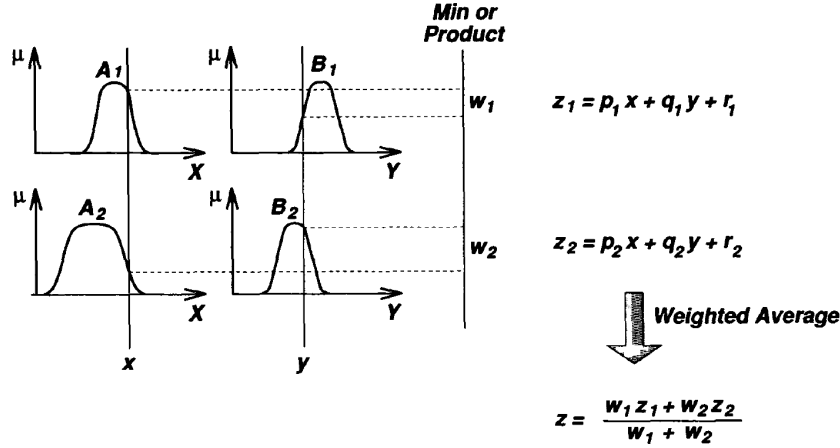 Min or
Product
μ
A1
μ
B1
w1
z1 = p1 x + q1 y + r1
X
Y
μ
A2
μ
B2
w2
z2 = p2 x + q2 y + r2
X
Y
Weighted Average
x
y
z = w1 z1 + w2 z2
w1 + w2